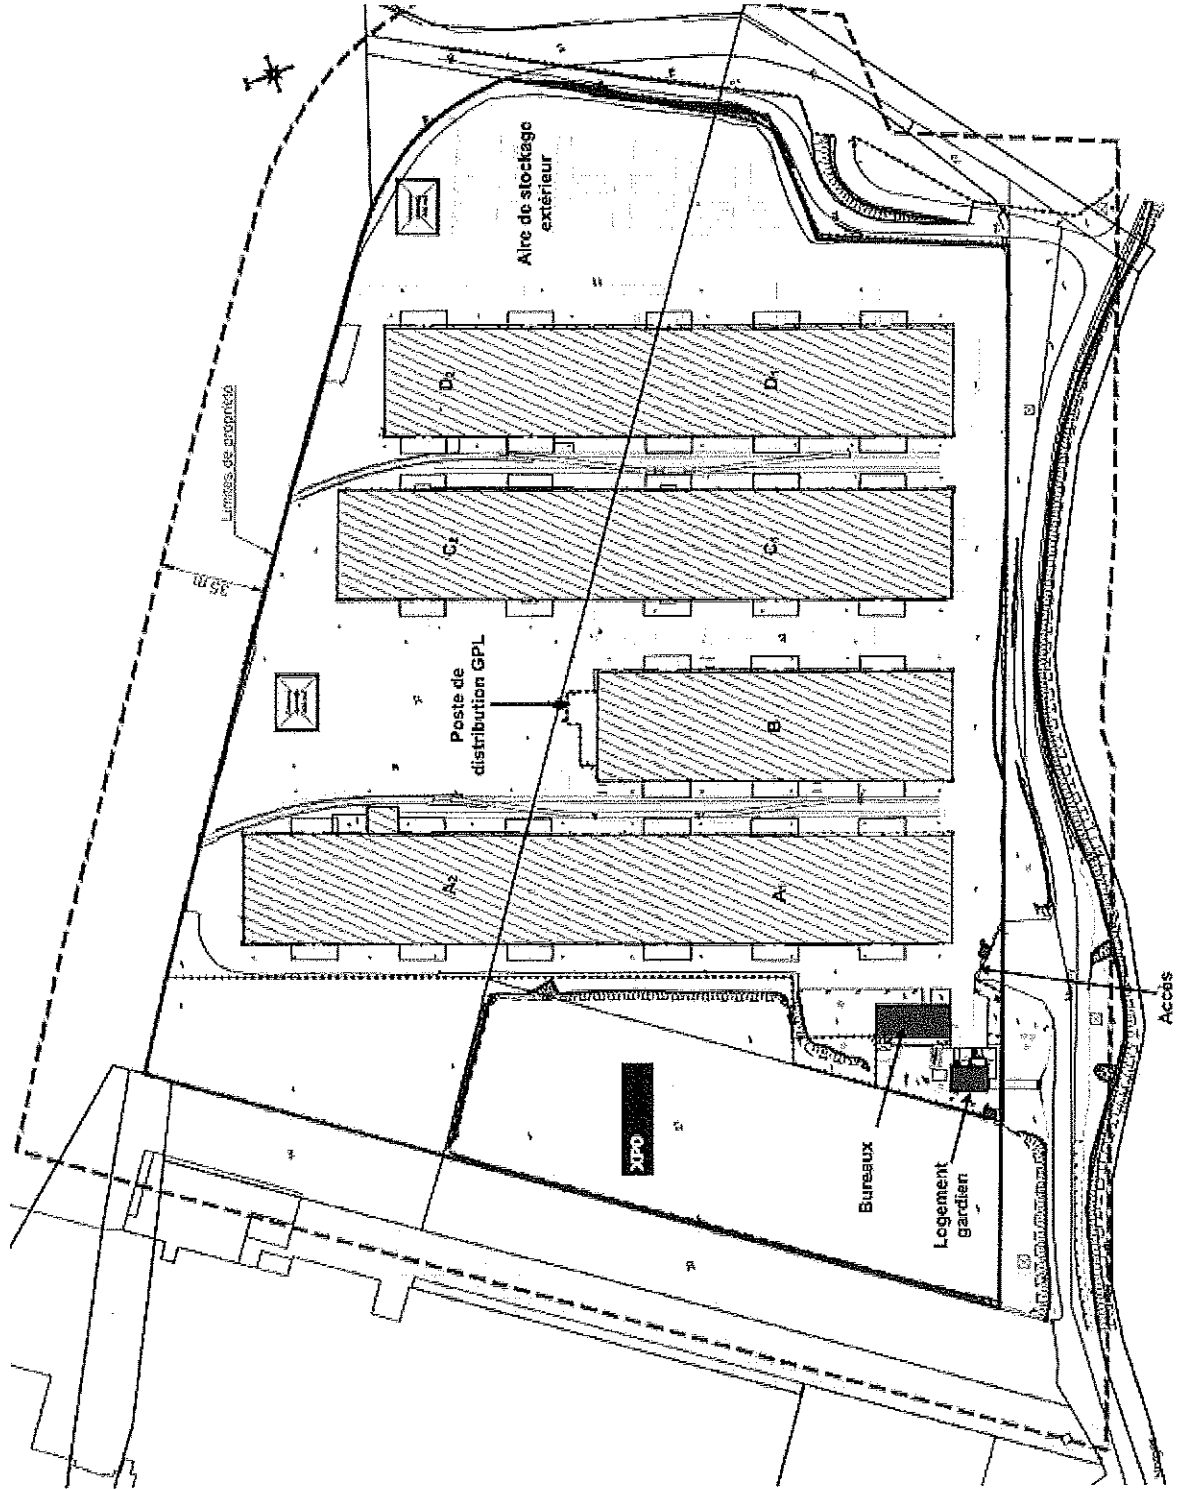 Aire de stockage
extérieur
Limites de propriété
35 m
D2
D1
C2
C1
Poste de
distribution GPL
B
A2
A1
XPO
Bureaux
Logement
gardien
Accès